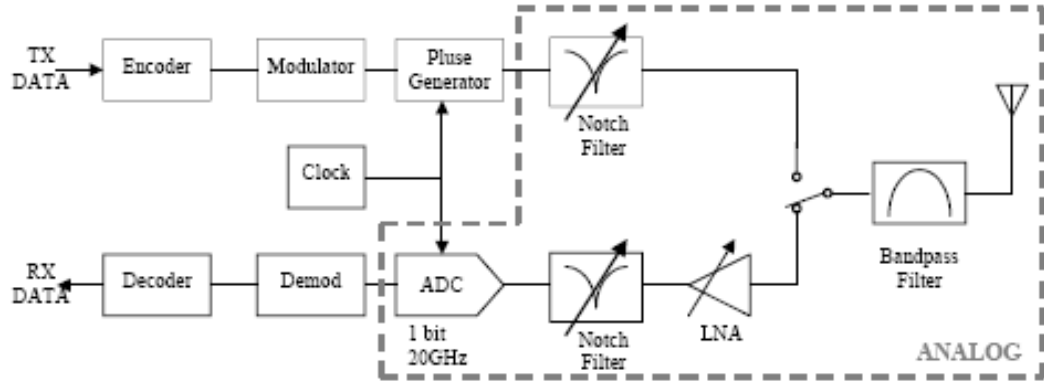 TX
DATA
Encoder
Modulator
Pluse
Generator
Notch
Filter
Clock
RX
DATA
Decoder
Demod
ADC
1 bit
20GHz
Notch
Filter
LNA
Bandpass
Filter
ANALOG